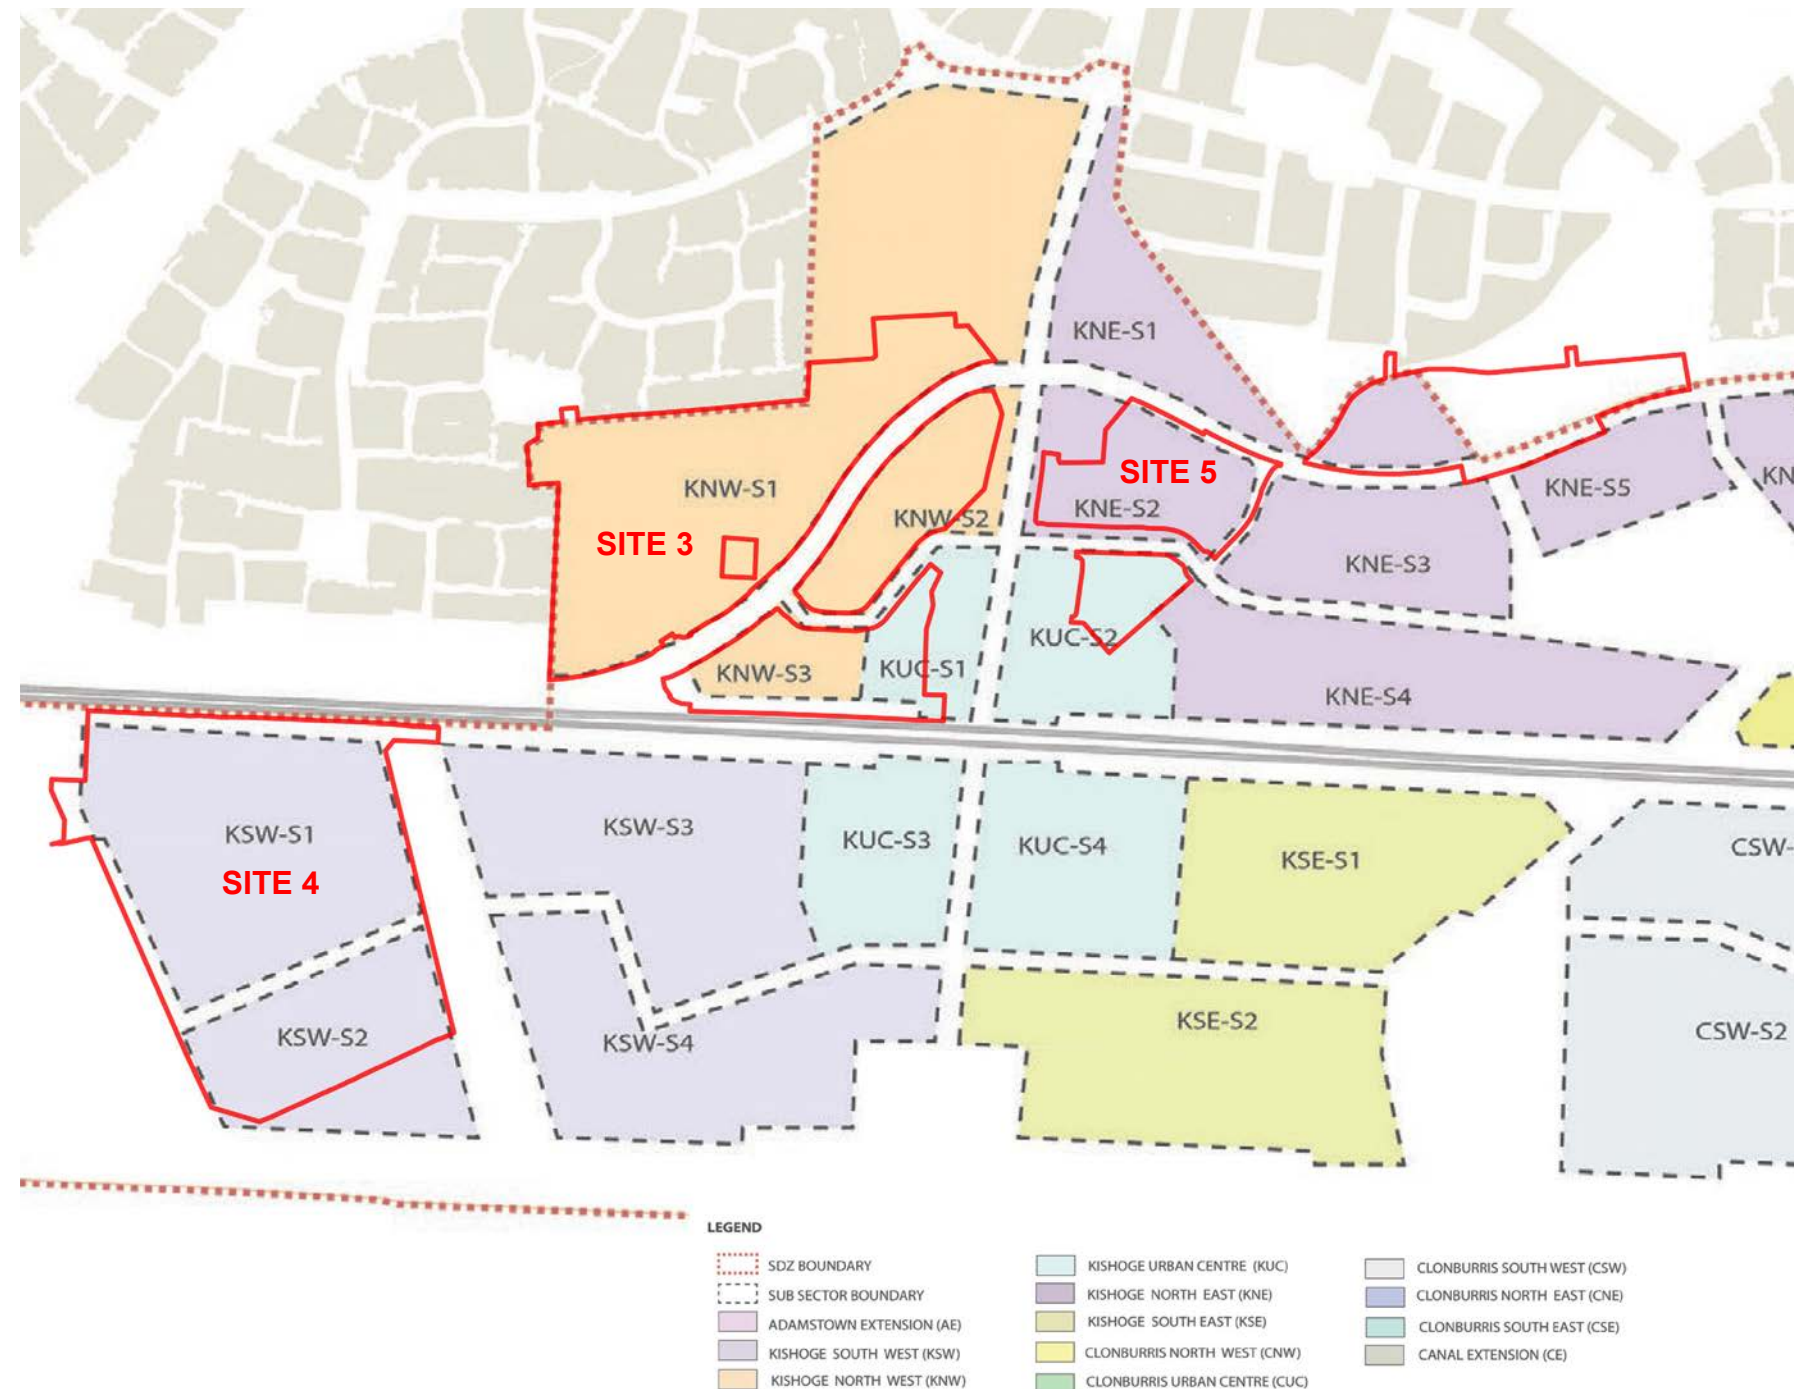 KNE-S1
KNW-S1
SITE 3
KNW-S2
SITE 5
KNE-S2
KNE-S5
KN
KNE-S3
KUC-S2
KUC-S1
KNW-S3
KNE-S4
KSW-S1
SITE 4
KSW-S3
KUC-S3
KUC-S4
KSE-S1
CSW-
KSW-S2
KSW-S4
KSE-S2
CSW-S2
LEGEND
SDZ BOUNDARY
SUB SECTOR BOUNDARY
ADAMSTOWN EXTENSION (AE)
KISHOGE SOUTH WEST (KSW)
KISHOGE NORTH WEST (KNW)
KISHOGE URBAN CENTRE (KUC)
KISHOGE NORTH EAST (KNE)
KISHOGE SOUTH EAST (KSE)
CLONBURRIS NORTH WEST (CNW)
CLONBURRIS URBAN CENTRE (CUC)
CLONBURRIS SOUTH WEST (CSW)
CLONBURRIS NORTH EAST (CNE)
CLONBURRIS SOUTH EAST (CSE)
CANAL EXTENSION (CE)